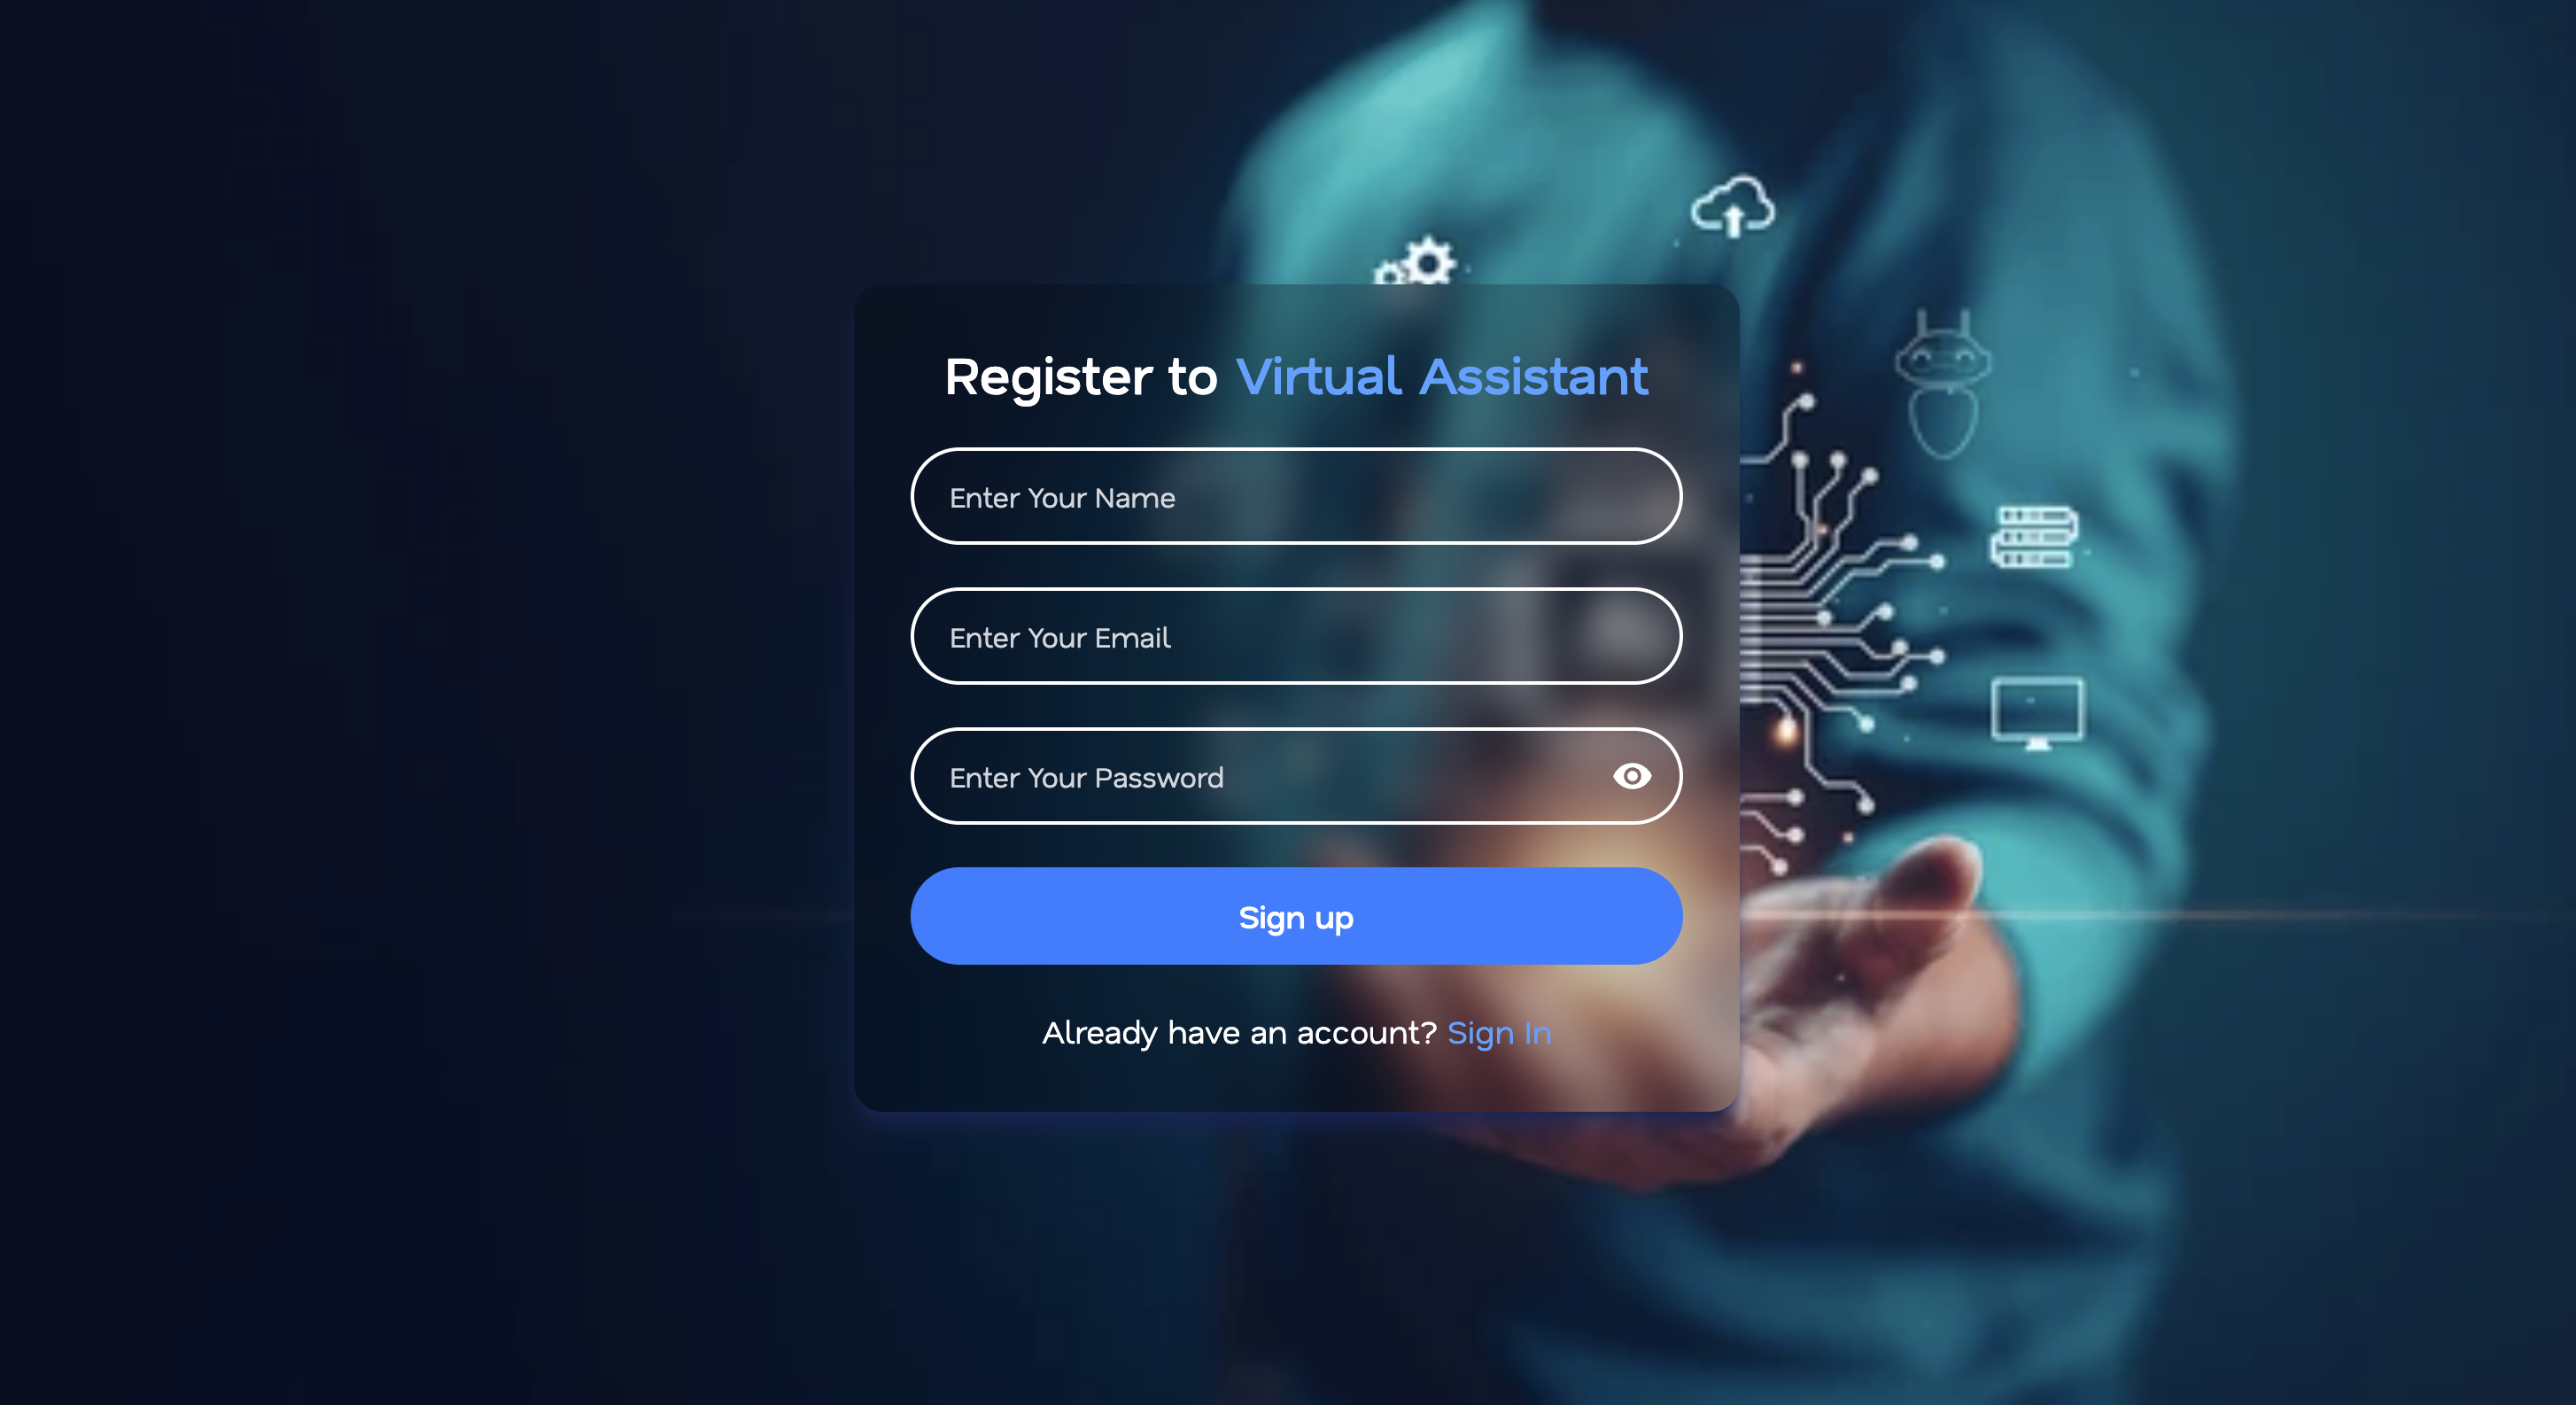 Register to Virtual Assistant
Enter Your Name
Enter Your Email
Enter Your Password
Sign up
Already have an account? Sign In